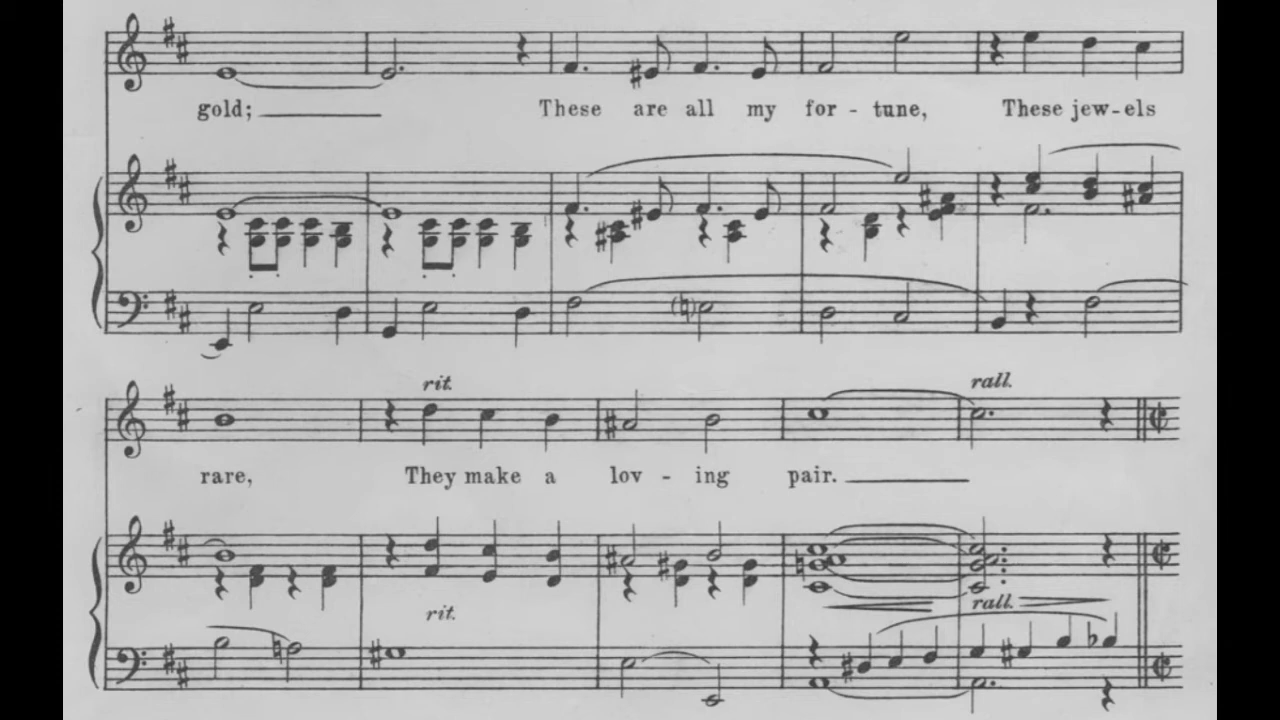 gold; These are all my for - tune, These jew - els
rit. rall.
rare, They make a lov - ing pair.
rit. rall.